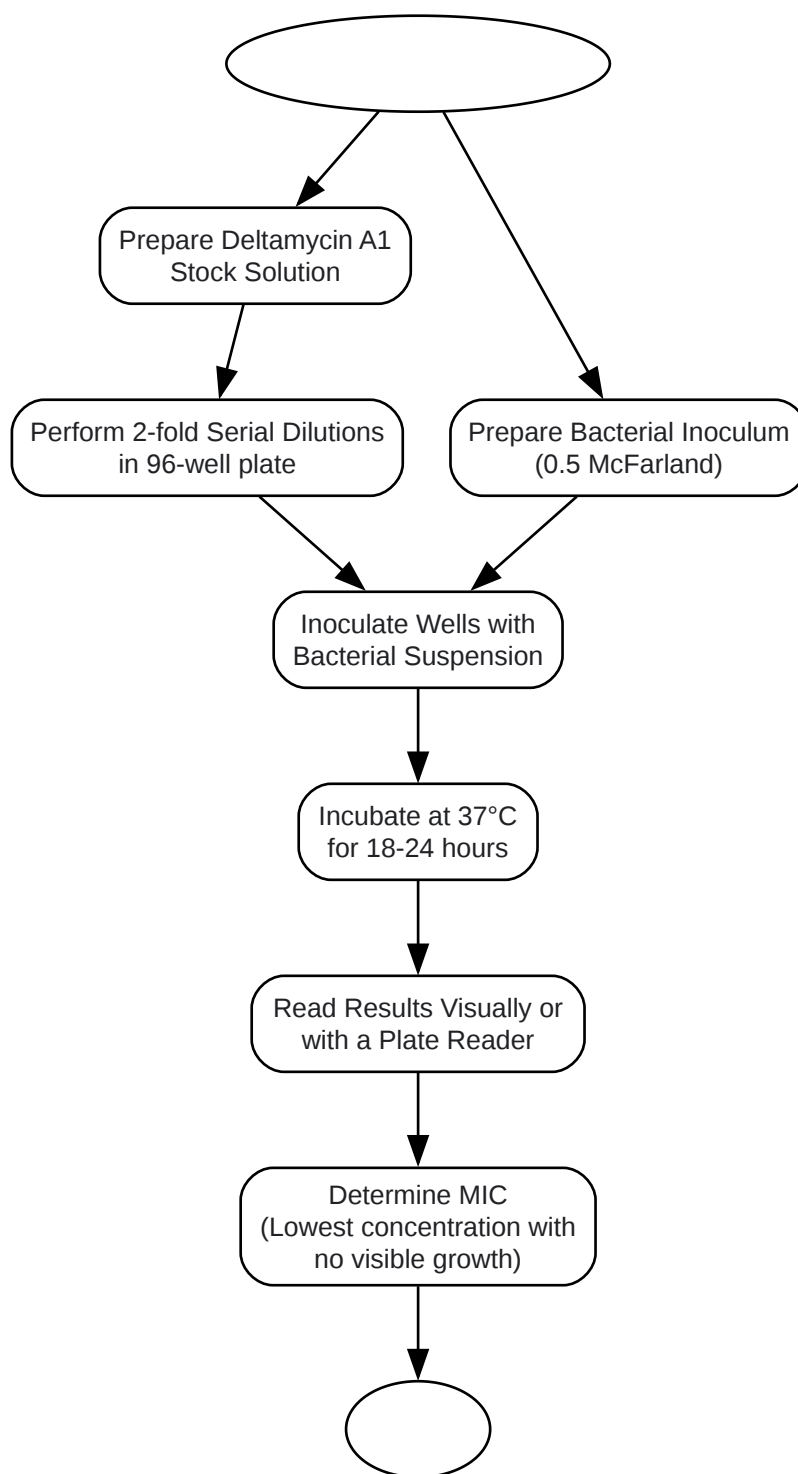 Prepare Deltamycin A1
Stock Solution
Perform 2-fold Serial Dilutions
in 96-well plate
Prepare Bacterial Inoculum
(0.5 McFarland)
Inoculate Wells with
Bacterial Suspension
Incubate at 37°C
for 18-24 hours
Read Results Visually or
with a Plate Reader
Determine MIC
(Lowest concentration with
no visible growth)